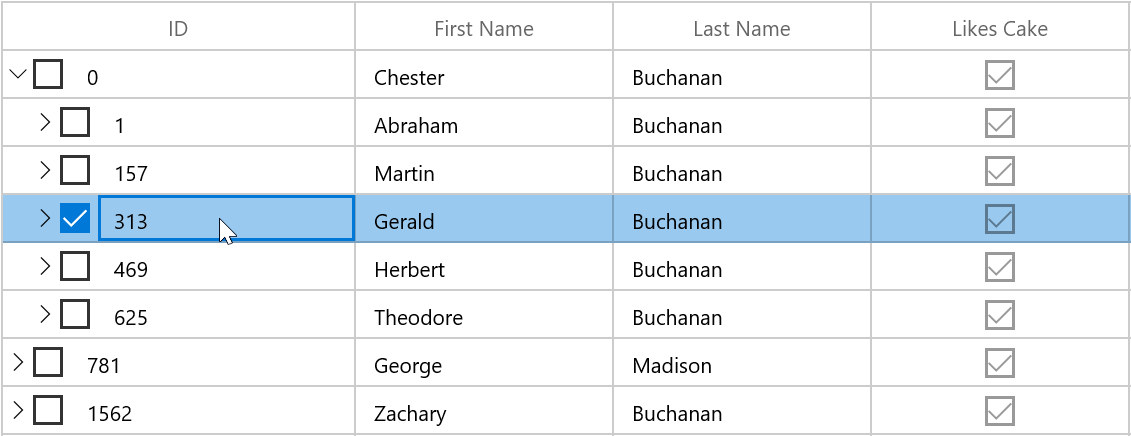 ID First Name Last Name Likes Cake
0 Chester Buchanan
1 Abraham Buchanan
157 Martin Buchanan
313 Gerald Buchanan
469 Herbert Buchanan
625 Theodore Buchanan
781 George Madison
1562 Zachary Buchanan